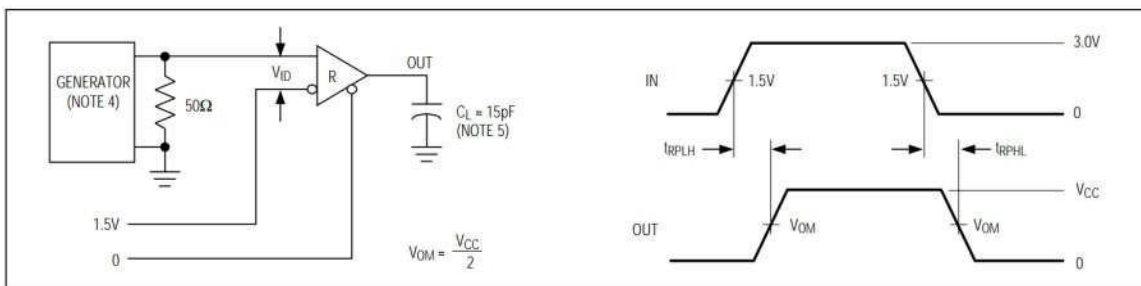 GENERATOR
(NOTE 4)
50Ω
VID
R
OUT
CL = 15pF
(NOTE 5)
1.5V
0
VOM = VCC
2
3.0V
IN
1.5V
1.5V
0
tRPLH
tRPHL
VCC
OUT
VOM
VOM
0